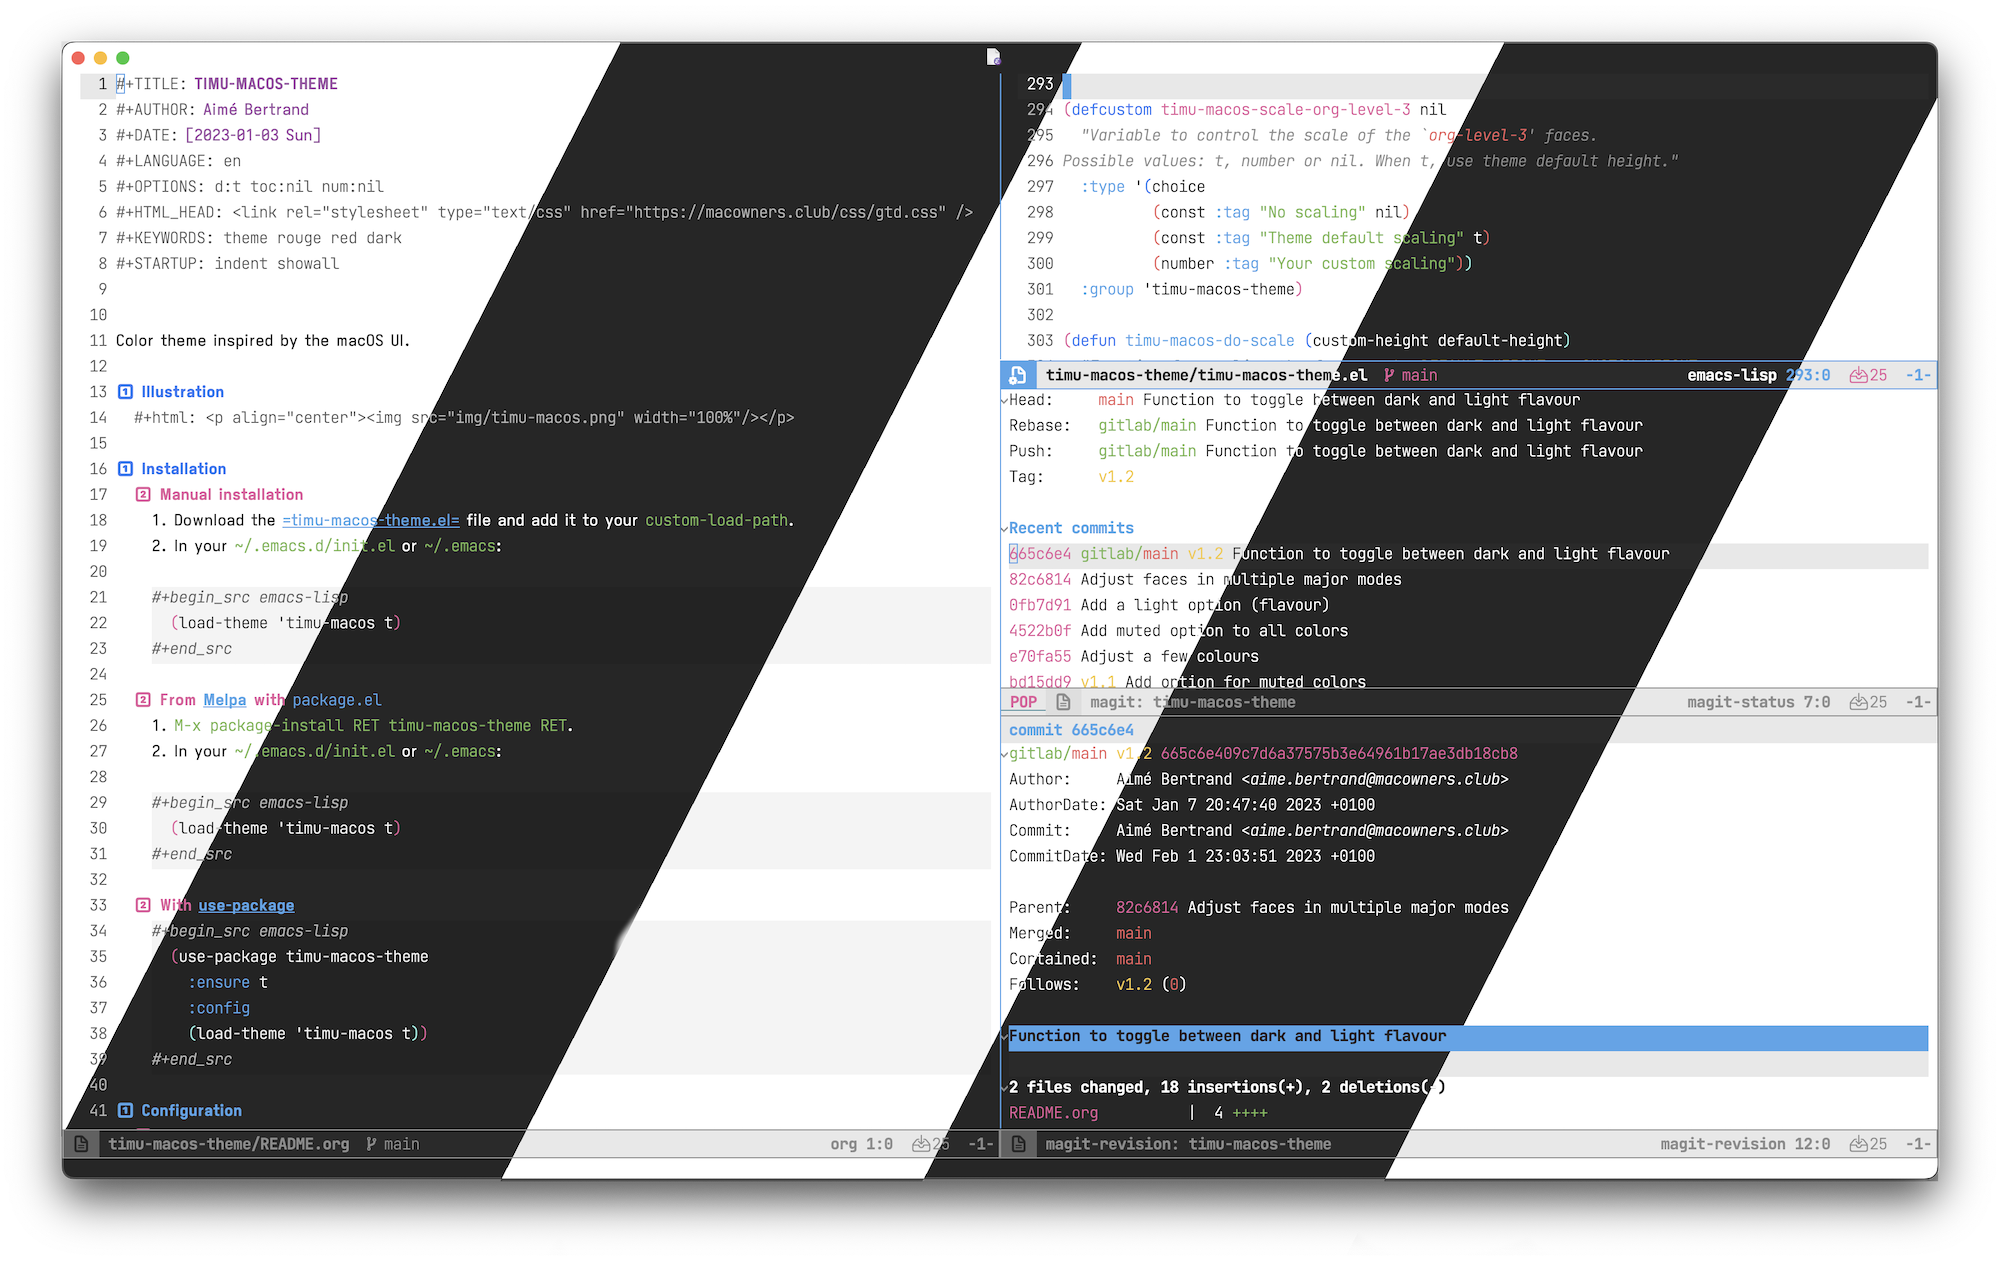 1 #+TITLE: TIMU-MACOS-THEME
2 #+AUTHOR: Aimé Bertrand
3 #+DATE: [2023-01-03 Sun]
4 #+LANGUAGE: en
5 #+OPTIONS: d:t toc:nil num:nil
6 #+HTML_HEAD: <link rel="stylesheet" type="text/css" href="https://macowners.club/css/gtd.css" />
7 #+KEYWORDS: theme rouge red dark
8 #+STARTUP: indent showall
9
10
11 Color theme inspired by the macOS UI.
12
13 1 Illustration
14 #+html: <p align="center"><img src="img/timu-macos.png" width="100%"/></p>
15
16 1 Installation
17 2 Manual installation
18 1. Download the =timu-macos-theme.el= file and add it to your custom-load-path.
19 2. In your ~/.emacs.d/init.el or ~/.emacs:
20
21 #+begin_src emacs-lisp
22 (load-theme 'timu-macos t)
23 #+end_src
24
25 2 From Melpa with package.el
26 1. M-x package-install RET timu-macos-theme RET.
27 2. In your ~/.emacs.d/init.el or ~/.emacs:
28
29 #+begin_src emacs-lisp
30 (load-theme 'timu-macos t)
31 #+end_src
32
33 2 With use-package
34 #+begin_src emacs-lisp
35 (use-package timu-macos-theme
36 :ensure t
37 :config
38 (load-theme 'timu-macos t))
39 #+end_src
40
41 1 Configuration
timu-macos-theme/README.org main org 1:0 25 -1-
293
294 (defcustom timu-macos-scale-org-level-3 nil
295 "Variable to control the scale of the `org-level-3' faces.
296 Possible values: t, number or nil. When t, use theme default height."
297 :type '(choice
298 (const :tag "No scaling" nil)
299 (const :tag "Theme default scaling" t)
300 (number :tag "Your custom scaling"))
301 :group 'timu-macos-theme)
302
303 (defun timu-macos-do-scale (custom-height default-height)
timu-macos-theme/timu-macos-theme.el main emacs-lisp 293:0 25 -1-
Head: main Function to toggle between dark and light flavour
Rebase: gitlab/main Function to toggle between dark and light flavour
Push: gitlab/main Function to toggle between dark and light flavour
Tag: v1.2
Recent commits
665c6e4 gitlab/main v1.2 Function to toggle between dark and light flavour
82c6814 Adjust faces in multiple major modes
0fb7d91 Add a light option (flavour)
4522b0f Add muted option to all colors
e70fa55 Adjust a few colours
bd15dd9 v1.1 Add option for muted colors
POP magit: timu-macos-theme magit-status 7:0 25 -1-
commit 665c6e4
gitlab/main v1.2 665c6e409c7d6a37575b3e64961b17ae3db18cb8
Author: Aimé Bertrand <aime.bertrand@macowners.club>
AuthorDate: Sat Jan 7 20:47:40 2023 +0100
Commit: Aimé Bertrand <aime.bertrand@macowners.club>
CommitDate: Wed Feb 1 23:03:51 2023 +0100
Parent: 82c6814 Adjust faces in multiple major modes
Merged: main
Contained: main
Follows: v1.2 (0)
Function to toggle between dark and light flavour
2 files changed, 18 insertions(+), 2 deletions(-)
README.org | 4 ++++
magit-revision: timu-macos-theme magit-revision 12:0 25 -1-